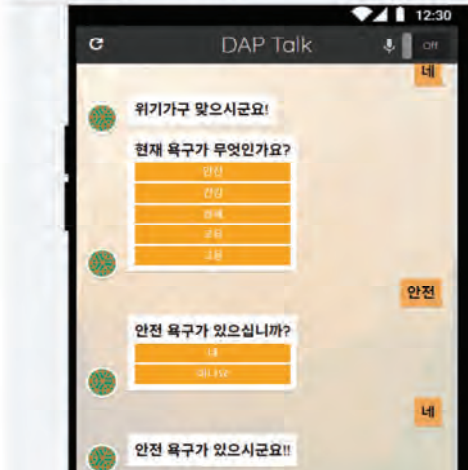 12:30
DAP Talk
Off
네
위기가구 맞으시군요!
현재 욕구가 무엇인가요?
안전
건강
경제
고용
안전
안전 욕구가 있으십니까?
네
아니요
네
안전 욕구가 있으시군요!!